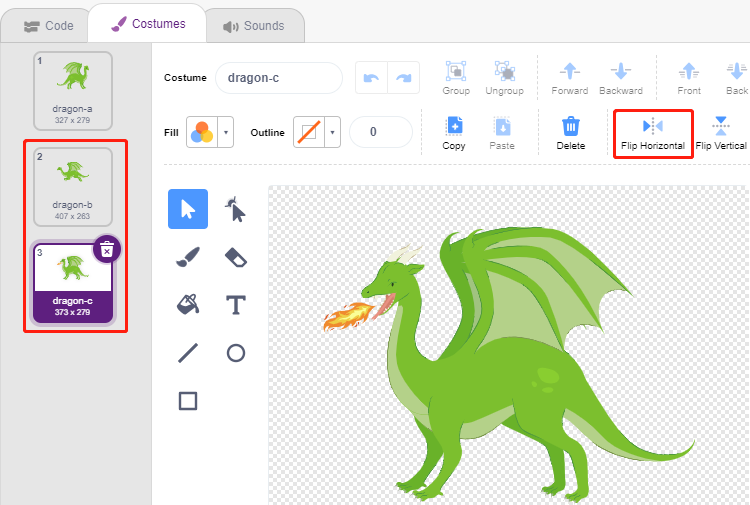 Code
Costumes
Sounds
1
dragon-a
327 x 279
2
dragon-b
407 x 263
3
dragon-c
373 x 279
Costume
dragon-c
Group
Ungroup
Forward
Backward
Front
Back
Fill
Outline
0
Copy
Paste
Delete
Flip Horizontal
Flip Vertical
T